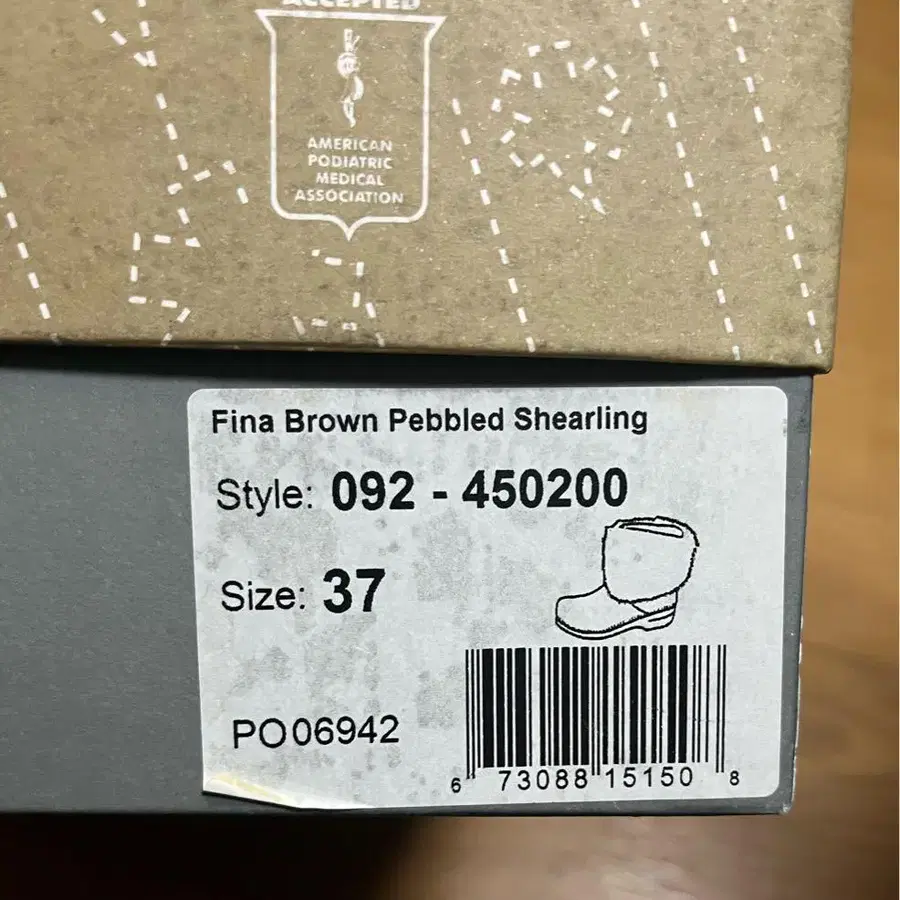 ACCEPTED
AMERICAN
PODIATRIC
MEDICAL
ASSOCIATION
Fina Brown Pebbled Shearling
Style: 092 - 450200
Size: 37
PO06942
6 73088 15150 8